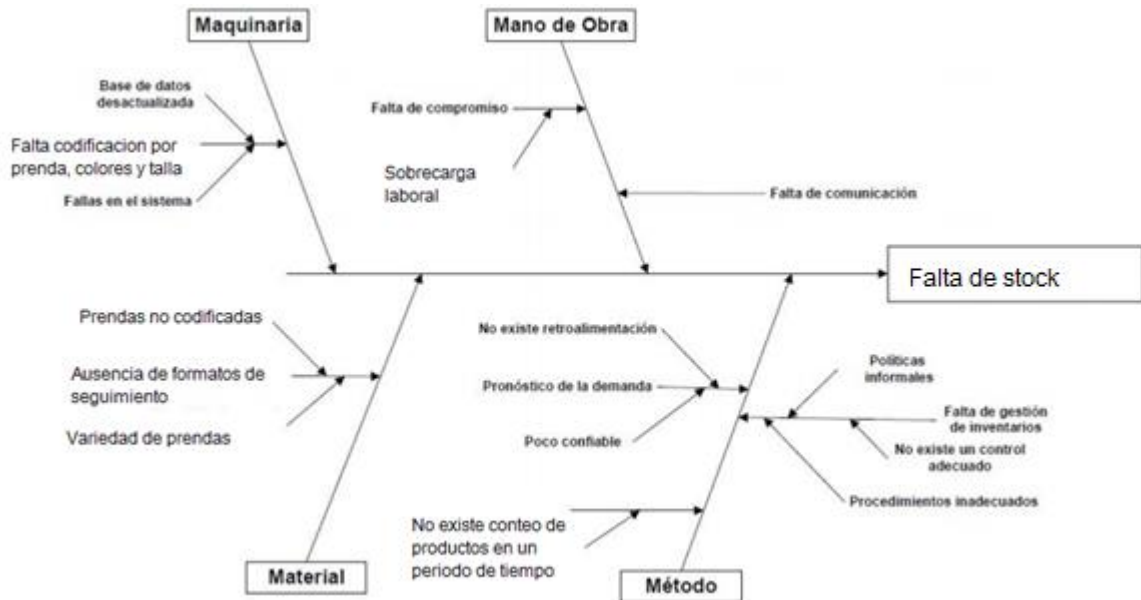 Maquinaria
Mano de Obra
Base de datos
desactualizada
Falta codificacion por
prenda, colores y talla
Fallas en el sistema
Falta de compromiso
Sobrecarga
laboral
Falta de comunicación
Falta de stock
Prendas no codificadas
Ausencia de formatos de
seguimiento
Variedad de prendas
No existe retroalimentación
Pronóstico de la demanda
Poco confiable
Políticas
informales
Falta de gestión
de inventarios
No existe un control
adecuado
Procedimientos inadecuados
No existe conteo de
productos en un
periodo de tiempo
Material
Método